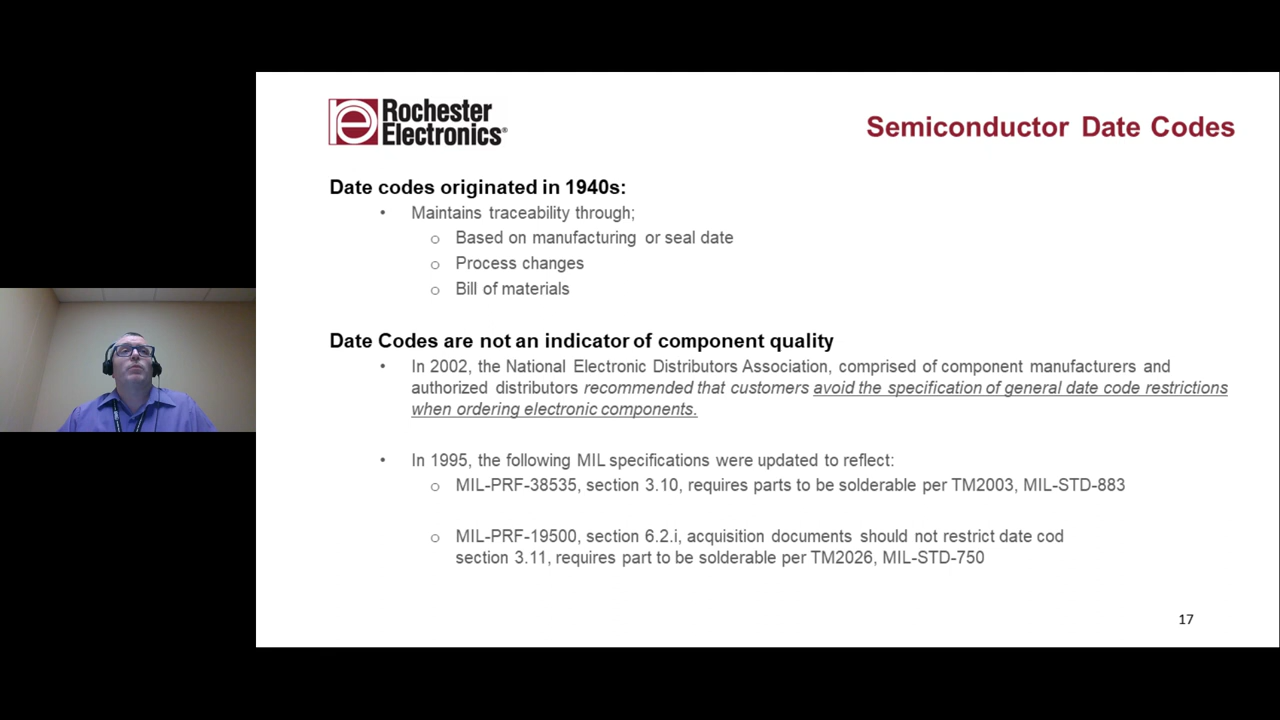 Rochester
Electronics®
Semiconductor Date Codes
Date codes originated in 1940s:
• Maintains traceability through;
o Based on manufacturing or seal date
o Process changes
o Bill of materials
Date Codes are not an indicator of component quality
• In 2002, the National Electronic Distributors Association, comprised of component manufacturers and
authorized distributors recommended that customers avoid the specification of general date code restrictions
when ordering electronic components.
• In 1995, the following MIL specifications were updated to reflect:
o MIL-PRF-38535, section 3.10, requires parts to be solderable per TM2003, MIL-STD-883
o MIL-PRF-19500, section 6.2.i, acquisition documents should not restrict date cod
section 3.11, requires part to be solderable per TM2026, MIL-STD-750
17